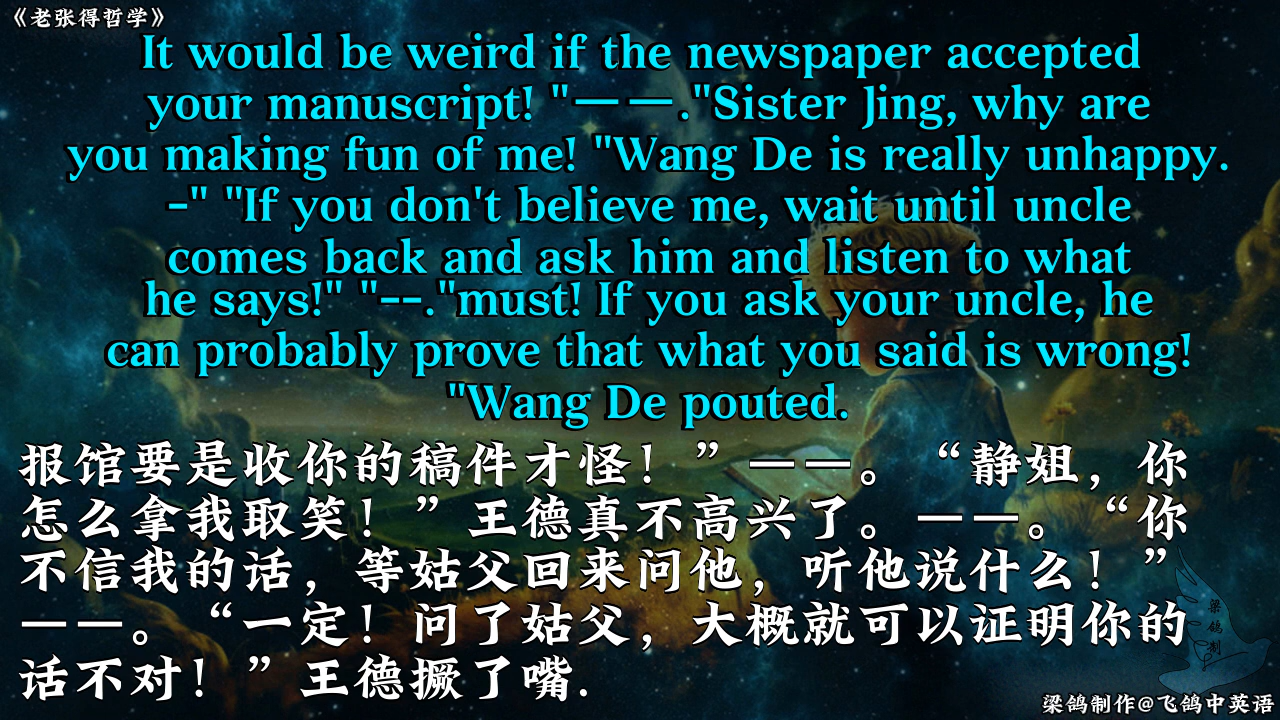 《老张得哲学》
It would be weird if the newspaper accepted
your manuscript! "——."Sister Jing, why are
you making fun of me! "Wang De is really unhappy.
-" "If you don't believe me, wait until uncle
comes back and ask him and listen to what
he says!" "--."must! If you ask your uncle, he
can probably prove that what you said is wrong!
"Wang De pouted.
报馆要是收你的稿件才怪！”——。“静姐，你
怎么拿我取笑！”王德真不高兴了。——。“你
不信我的话，等姑父回来问他，听他说什么！”
——。“一定！问了姑父，大概就可以证明你的
话不对！”王德撅了嘴.
梁
鸽
制
梁鸽制作@飞鸽中英语